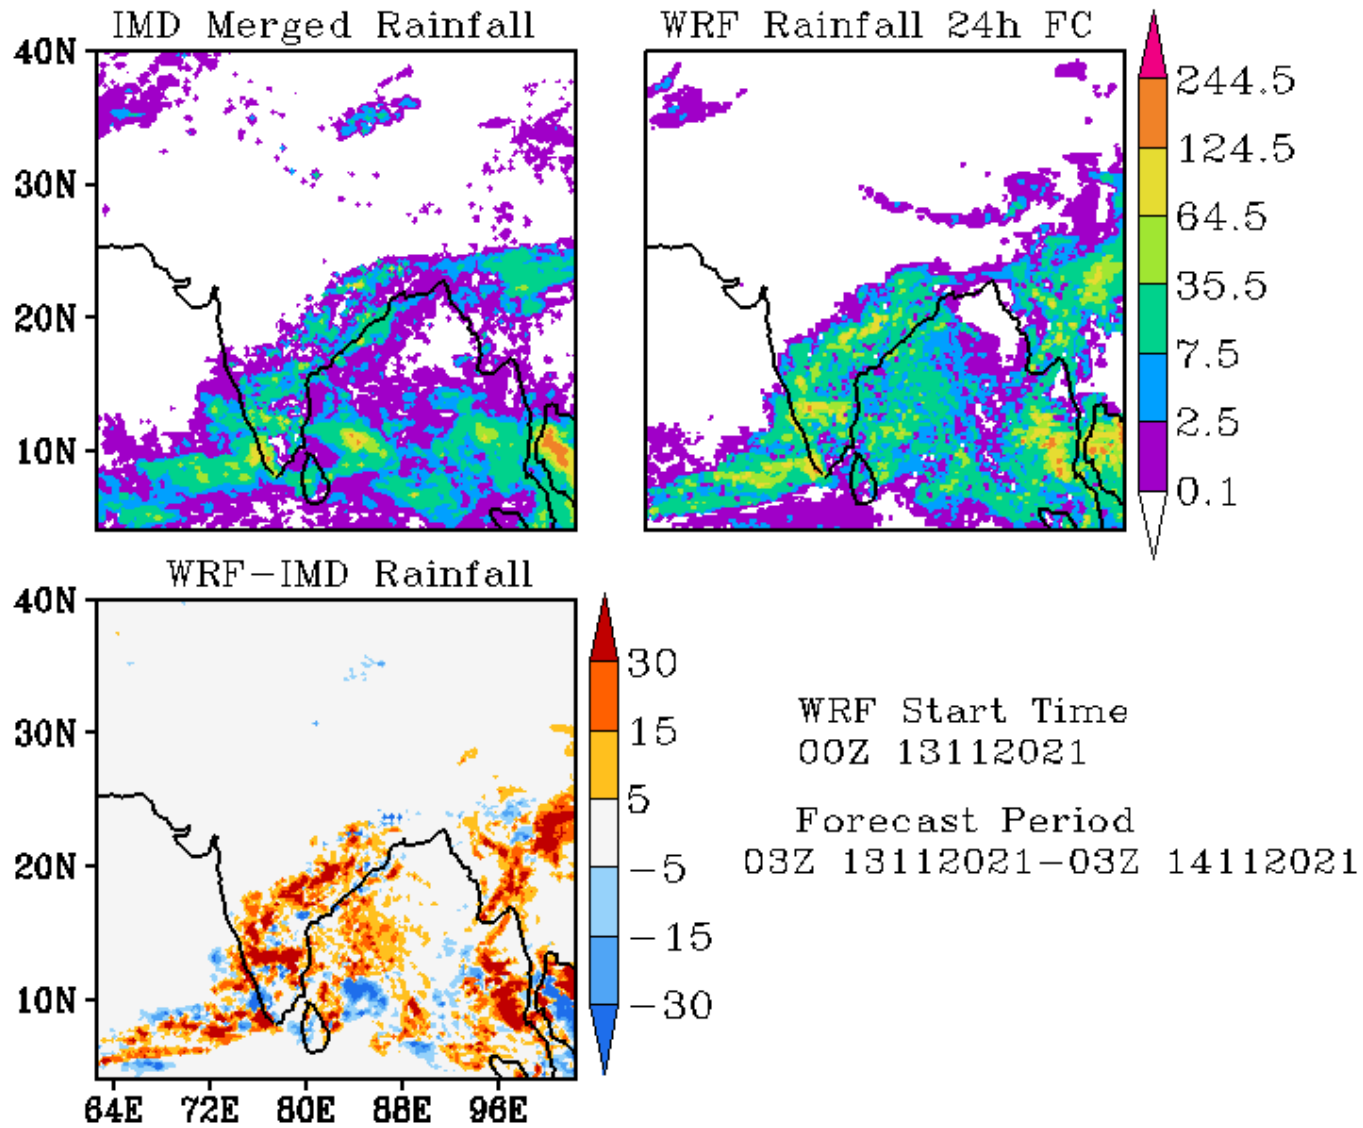 IMD Merged Rainfall
WRF Rainfall 24h FC
40N
30N
20N
10N
244.5
124.5
64.5
35.5
7.5
2.5
0.1
WRF-IMD Rainfall
40N
30N
20N
10N
64E 72E 80E 88E 96E
30
15
5
-5
-15
-30
WRF Start Time
00Z 13112021
Forecast Period
03Z 13112021-03Z 14112021